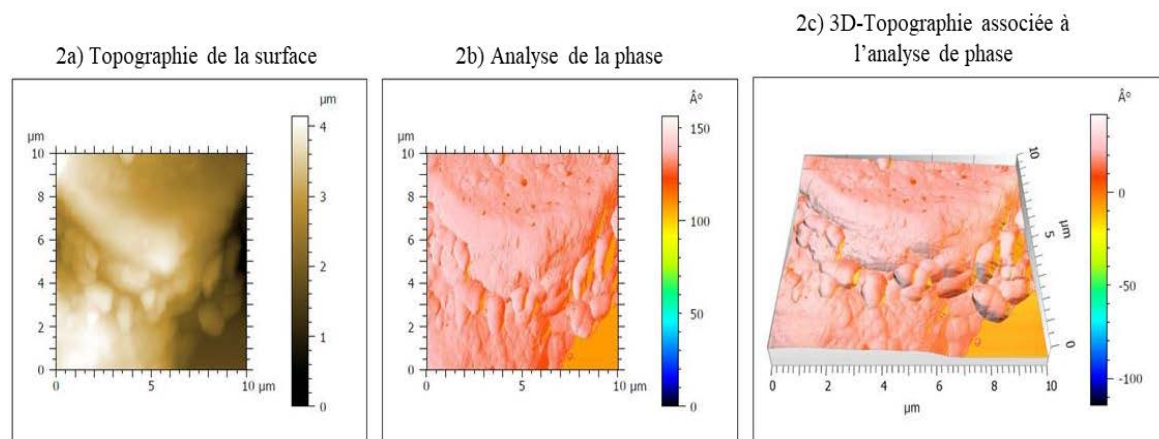 2a) Topographie de la surface
2b) Analyse de la phase
2c) 3D-Topographie associée à
l'analyse de phase
µm
µm
10
8
6
4
2
0
0
5
10 µm
4
3
2
1
0
µm
10
8
6
4
2
0
0
5
10 µm
Âº
150
100
50
0
Âº
0
-50
-100
10
5
0
µm
0
2
4
6
8
10
µm